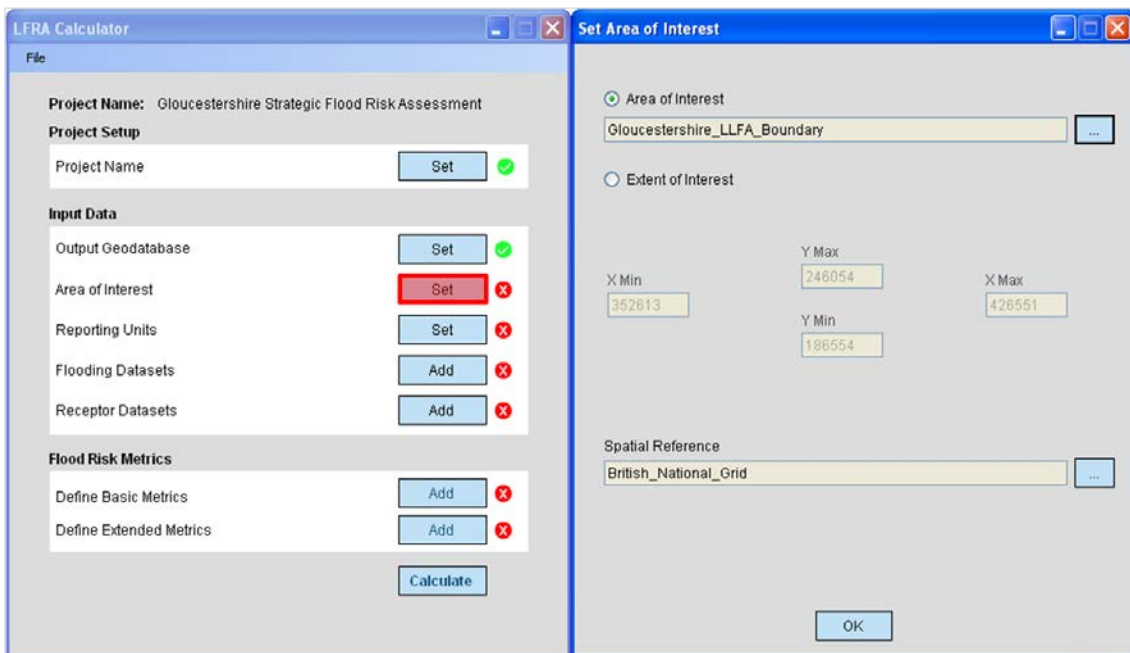 LFRA Calculator
File
Project Name: Gloucestershire Strategic Flood Risk Assessment
Project Setup
Project Name Set
Input Data
Output Geodatabase Set
Area of Interest Set
Reporting Units Set
Flooding Datasets Add
Receptor Datasets Add
Flood Risk Metrics
Define Basic Metrics Add
Define Extended Metrics Add
Calculate
Set Area of Interest
Area of Interest
Gloucestershire_LLFA_Boundary ...
Extent of Interest
Y Max
246054
X Min
352613
X Max
426551
Y Min
186554
Spatial Reference
British_National_Grid ...
OK